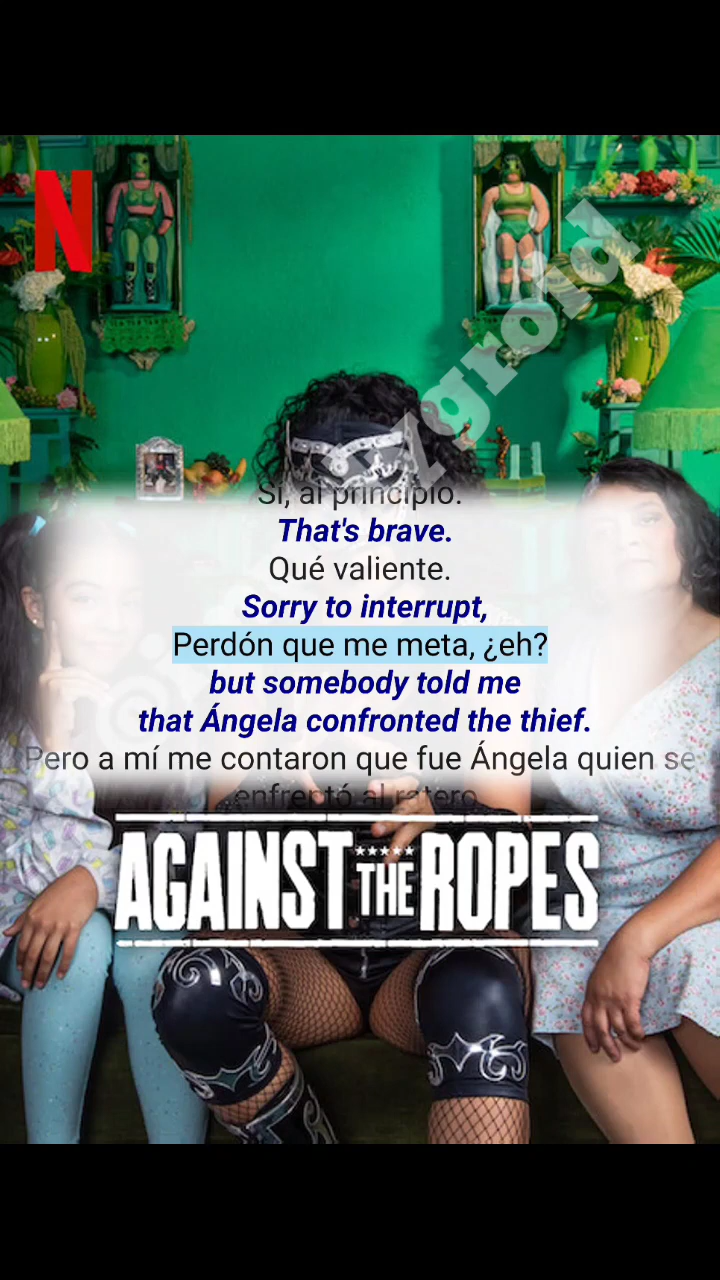 N
Sí, al principio.
That's brave.
Qué valiente.
Sorry to interrupt,
Perdón que me meta, ¿eh?
but somebody told me
that Ángela confronted the thief.
Pero a mí me contaron que fue Ángela quien se
enfrentó al ratero.
AGAINST THE ROPES